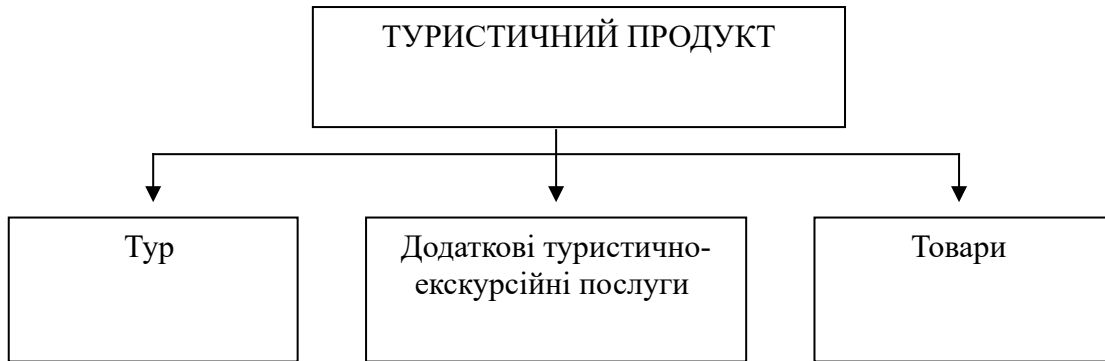 ТУРИСТИЧНИЙ ПРОДУКТ
Тур
Додаткові туристично-
екскурсійні послуги
Товари